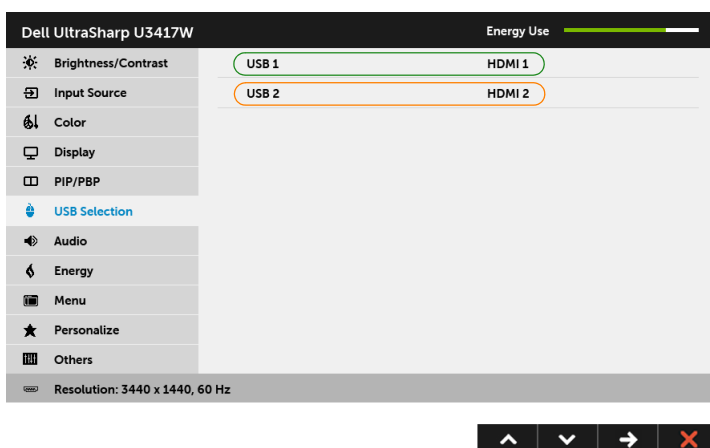 Dell UltraSharp U3417W Energy Use
Brightness/Contrast USB 1 HDMI 1
Input Source USB 2 HDMI 2
Color
Display
PIP/PBP
USB Selection
Audio
Energy
Menu
Personalize
Others
Resolution: 3440 x 1440, 60 Hz